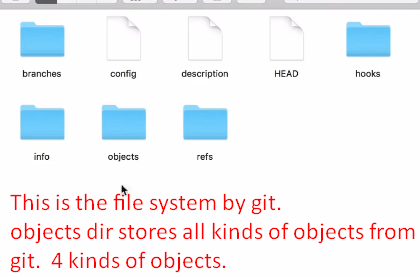 branches config description HEAD hooks
info objects refs
This is the file system by git.
objects dir stores all kinds of objects from
git.  4 kinds of objects.